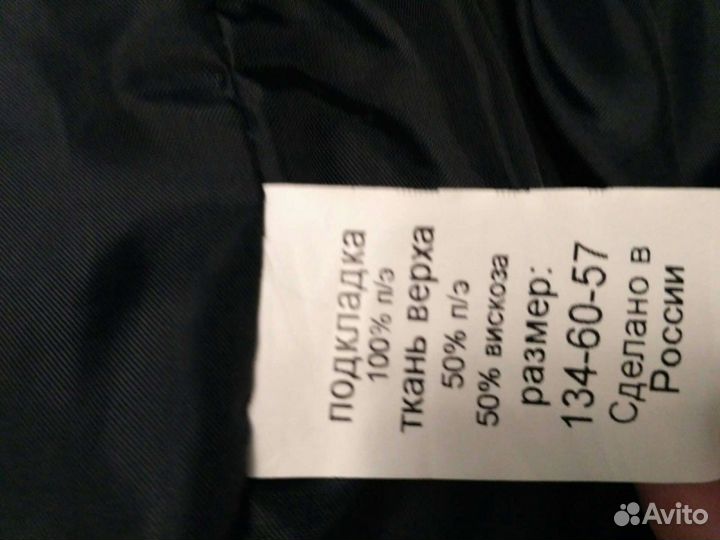 подкладка
100% п/э
ткань верха
50% п/э
50% вискоза
размер:
134-60-57
Сделано в
России
Avito